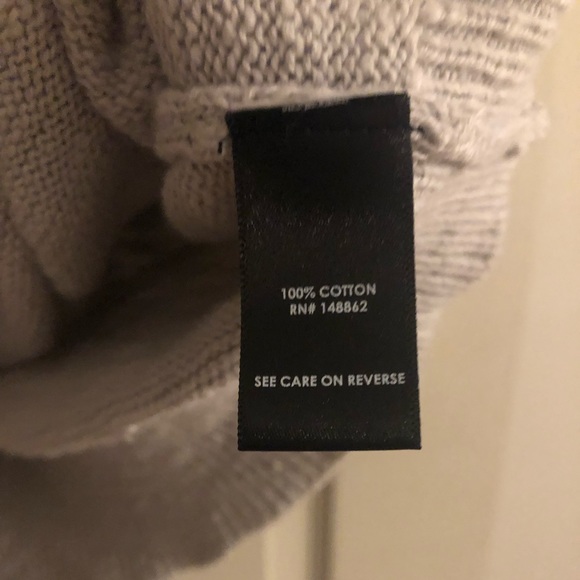 100% COTTON
RN# 148862
SEE CARE ON REVERSE